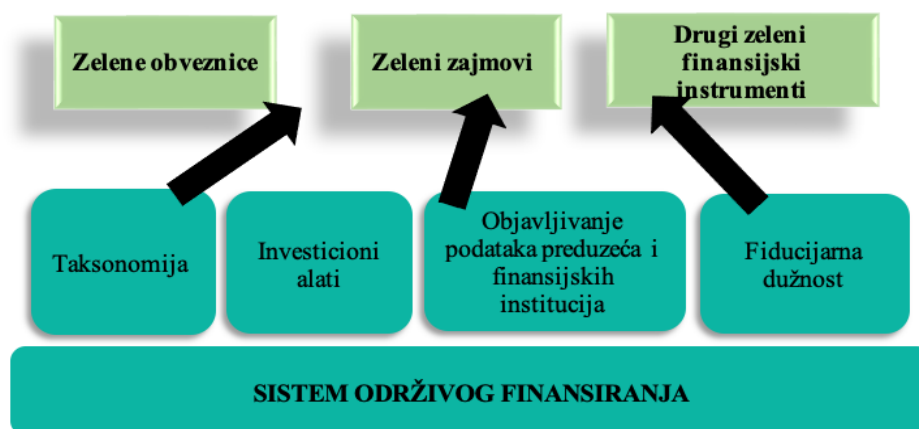 Zelene obveznice
Zeleni zajmovi
Drugi zeleni
finansijski
instrumenti
Taksonomija
Investicioni
alati
Objavljivanje
podataka preduzeća i
finansijskih
institucija
Fiducijarna
dužnost
SISTEM ODRŽIVOG FINANSIRANJA